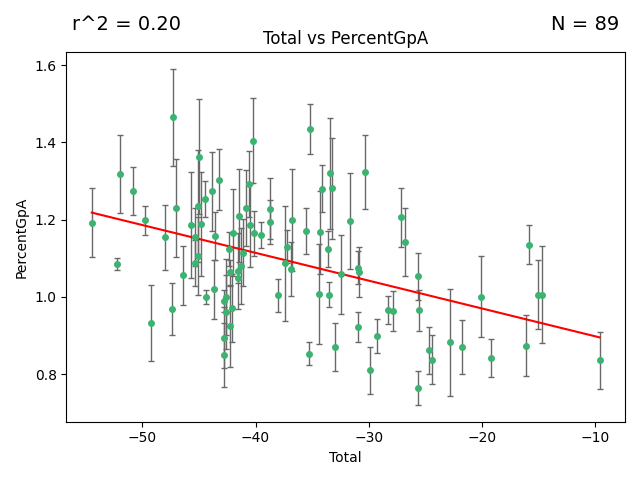 r^2 = 0.20
N = 89
Total vs PercentGpA
PercentGpA
1.6
1.4
1.2
1.0
0.8
−50
−40
−30
−20
−10
Total